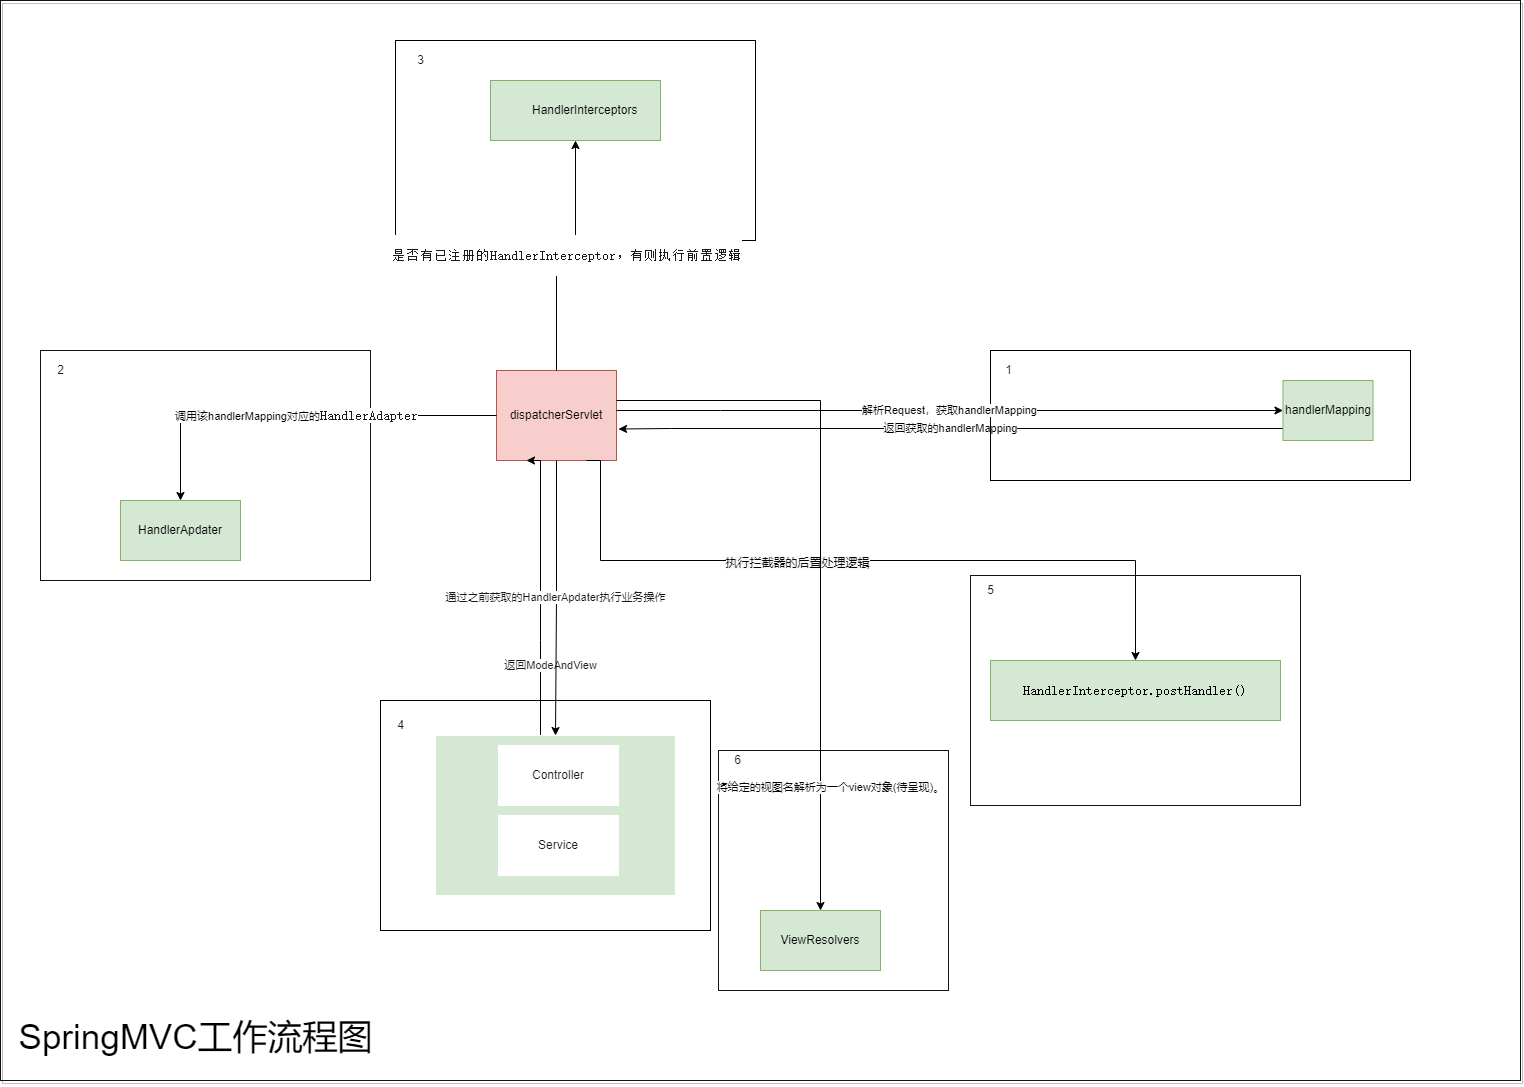 3
HandlerInterceptors
是否有已注册的HandlerInterceptor，有则执行前置逻辑
2
调用该handlerMapping对应的HandlerAdapter
HandlerApdater
dispatcherServlet
1
解析Request，获取handlerMapping
返回获取的handlerMapping
handlerMapping
执行拦截器的后置处理逻辑
5
HandlerInterceptor.postHandler()
通过之前获取的HandlerApdater执行业务操作
返回ModeAndView
4
Controller
Service
6
将给定的视图名解析为一个view对象(待呈现)。
ViewResolvers
SpringMVC工作流程图